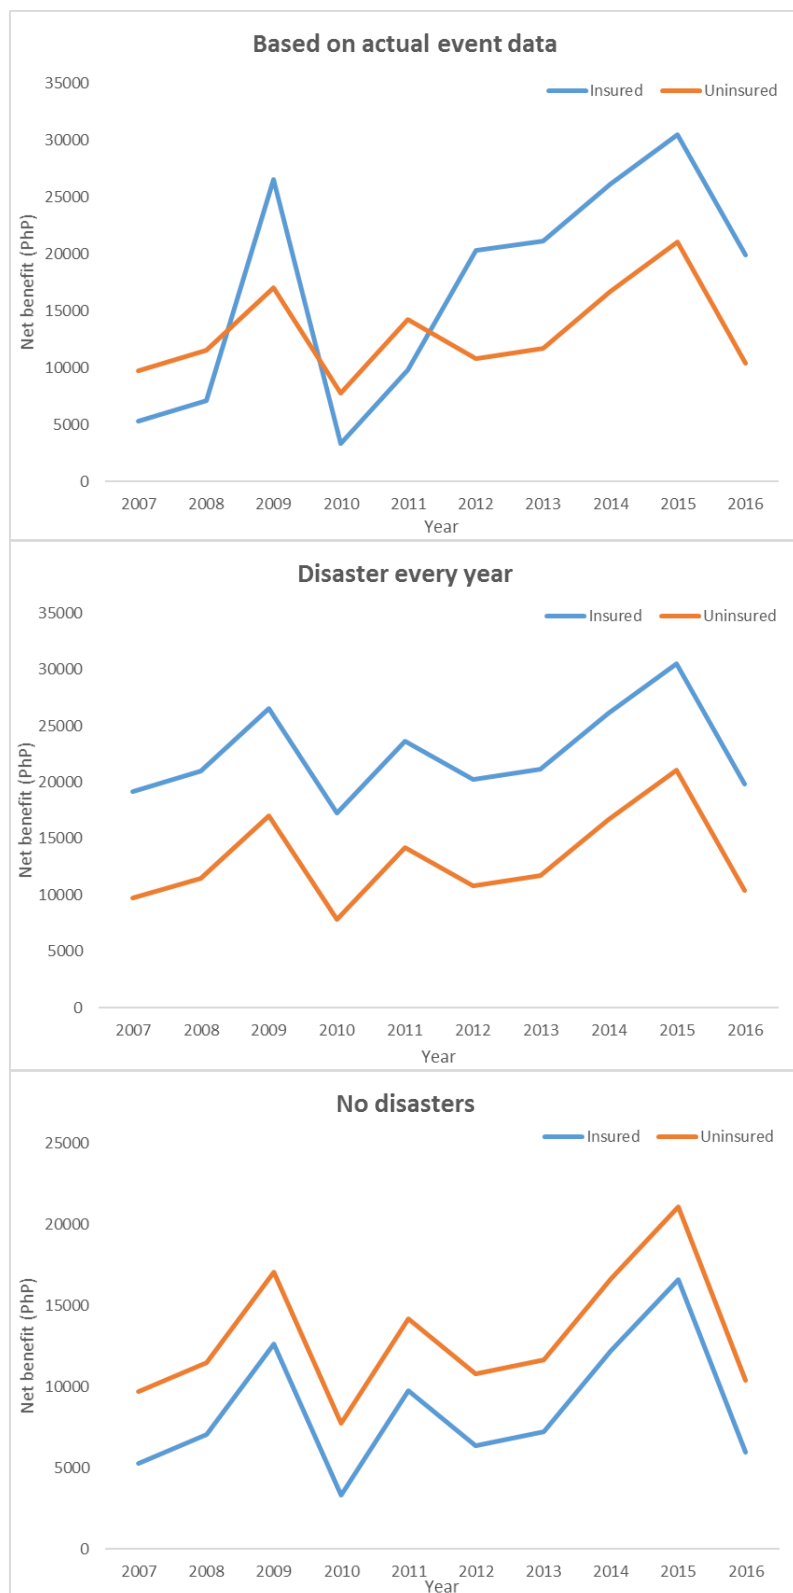 Based on actual event data
35000
Insured Uninsured
30000
25000
20000
15000
10000
5000
0
Net benefit (PhP)
2007 2008 2009 2010 2011 2012 2013 2014 2015 2016
Year
Disaster every year
35000
Insured Uninsured
30000
25000
20000
15000
10000
5000
0
Net benefit (PhP)
2007 2008 2009 2010 2011 2012 2013 2014 2015 2016
Year
No disasters
25000
Insured Uninsured
20000
15000
10000
5000
0
Net benefit (PhP)
2007 2008 2009 2010 2011 2012 2013 2014 2015 2016
Year